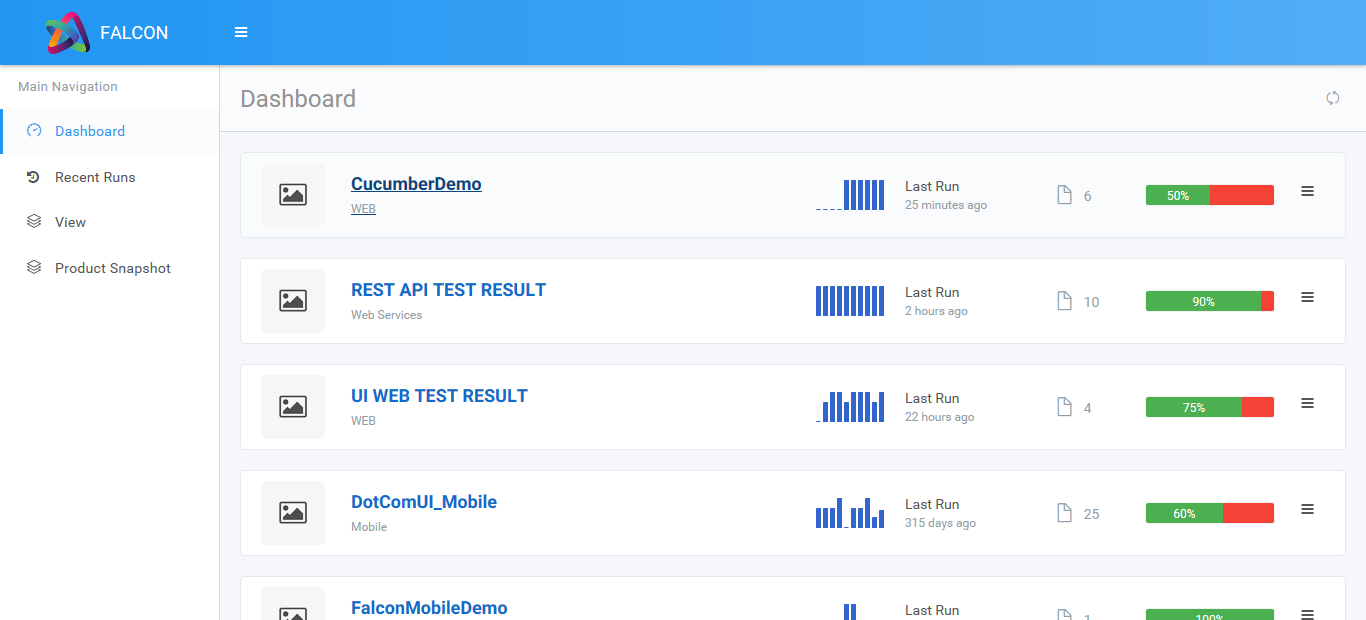 FALCON
Main Navigation
Dashboard
Recent Runs
View
Product Snapshot
Dashboard
CucumberDemo
WEB
Last Run
25 minutes ago
6
50%
REST API TEST RESULT
Web Services
Last Run
2 hours ago
10
90%
UI WEB TEST RESULT
WEB
Last Run
22 hours ago
4
75%
DotComUI_Mobile
Mobile
Last Run
315 days ago
25
60%
FalconMobileDemo
Last Run
1
100%